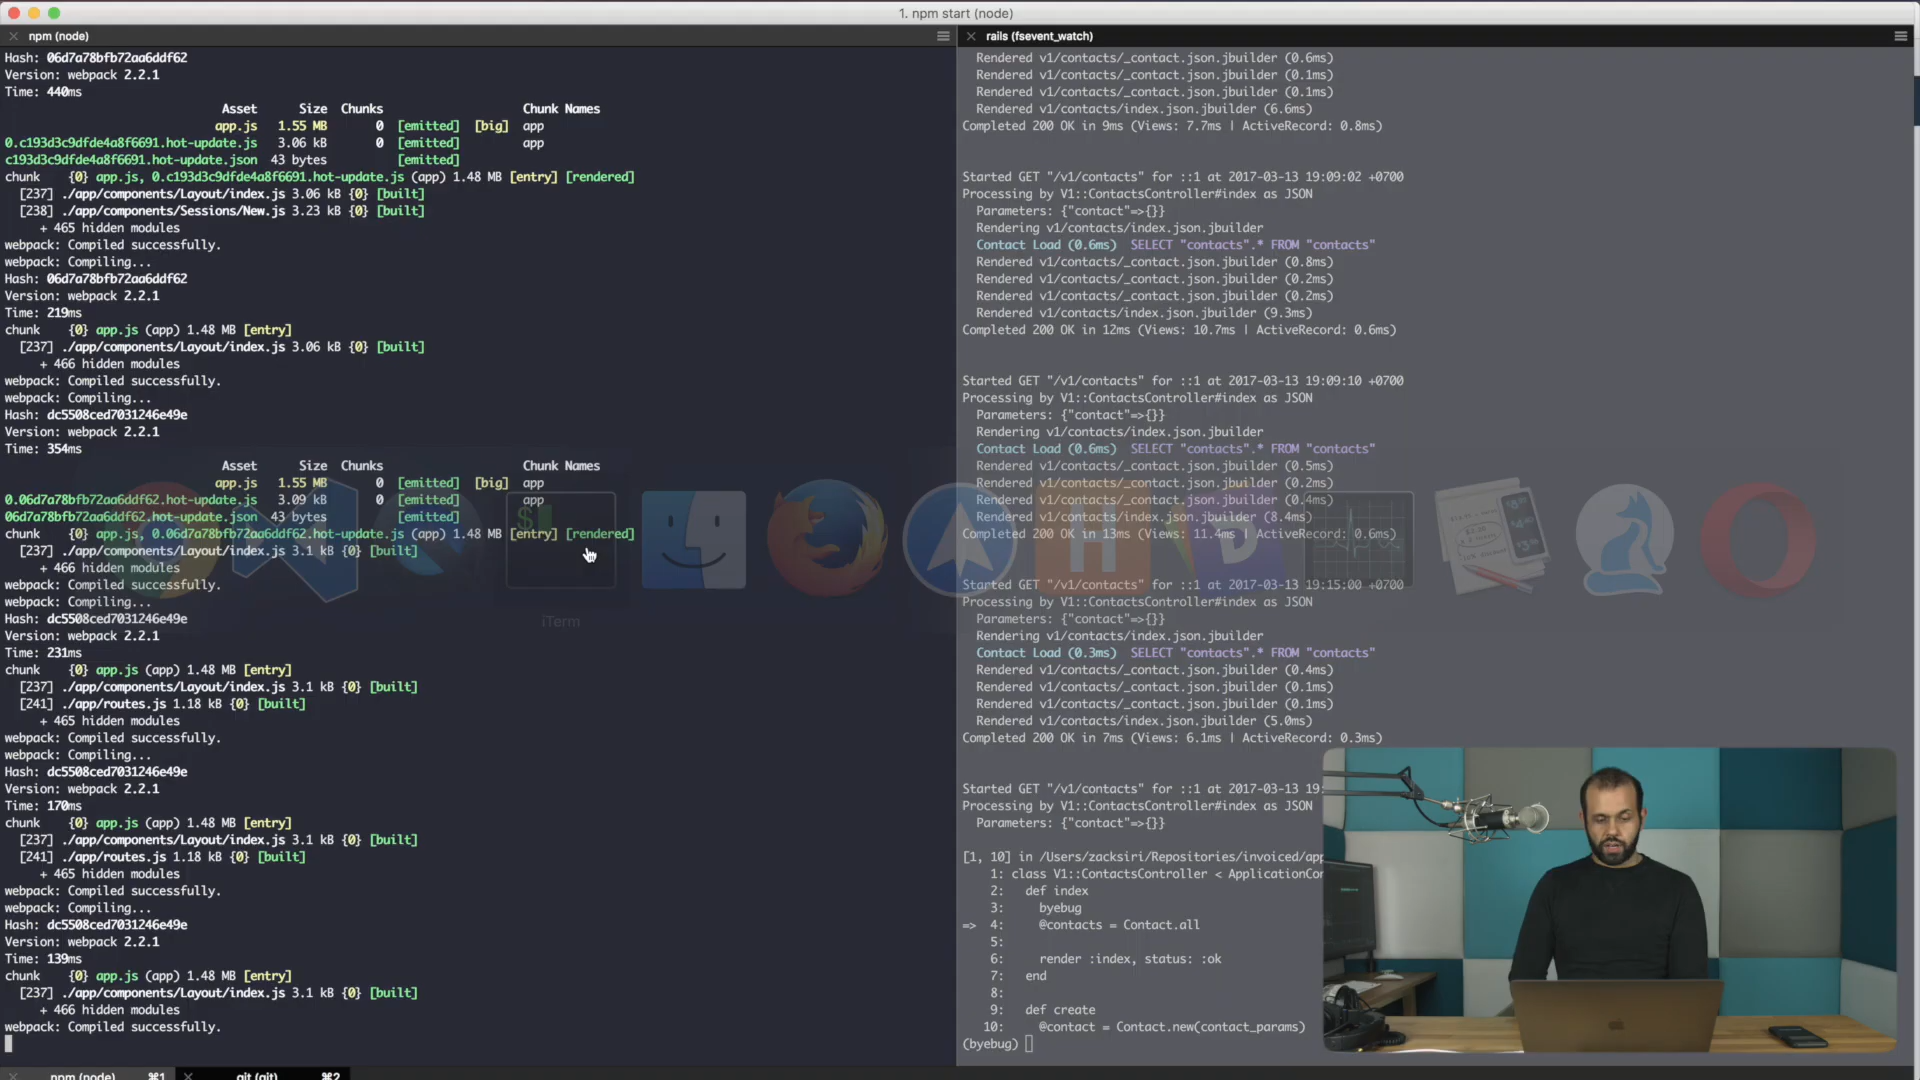 1. npm start (node)
npm (node)
Hash: 06d7a78bfb72aa6ddf62
Version: webpack 2.2.1
Time: 440ms
Asset Size Chunks Chunk Names
app.js 1.55 MB 0 [emitted] [big] app
0.c193d3c9dfde4a8f6691.hot-update.js 3.06 kB 0 [emitted] app
c193d3c9dfde4a8f6691.hot-update.json 43 bytes [emitted]
chunk {0} app.js, 0.c193d3c9dfde4a8f6691.hot-update.js (app) 1.48 MB [entry] [rendered]
[237] ./app/components/Layout/index.js 3.06 kB {0} [built]
[238] ./app/components/Sessions/New.js 3.23 kB {0} [built]
+ 465 hidden modules
webpack: Compiled successfully.
webpack: Compiling...
Hash: 06d7a78bfb72aa6ddf62
Version: webpack 2.2.1
Time: 219ms
chunk {0} app.js (app) 1.48 MB [entry]
[237] ./app/components/Layout/index.js 3.06 kB {0} [built]
+ 466 hidden modules
webpack: Compiled successfully.
webpack: Compiling...
Hash: dc5508ced7031246e49e
Version: webpack 2.2.1
Time: 354ms
Asset Size Chunks Chunk Names
app.js 1.55 MB 0 [emitted] [big] app
0.06d7a78bfb72aa6ddf62.hot-update.js 3.09 kB 0 [emitted] app
06d7a78bfb72aa6ddf62.hot-update.json 43 bytes [emitted]
chunk {0} app.js, 0.06d7a78bfb72aa6ddf62.hot-update.js (app) 1.48 MB [entry] [rendered]
[237] ./app/components/Layout/index.js 3.1 kB {0} [built]
+ 466 hidden modules
webpack: Compiled successfully.
webpack: Compiling...
Hash: dc5508ced7031246e49e
Version: webpack 2.2.1
Time: 231ms
chunk {0} app.js (app) 1.48 MB [entry]
[237] ./app/components/Layout/index.js 3.1 kB {0} [built]
[241] ./app/routes.js 1.18 kB {0} [built]
+ 465 hidden modules
webpack: Compiled successfully.
webpack: Compiling...
Hash: dc5508ced7031246e49e
Version: webpack 2.2.1
Time: 170ms
chunk {0} app.js (app) 1.48 MB [entry]
[237] ./app/components/Layout/index.js 3.1 kB {0} [built]
[241] ./app/routes.js 1.18 kB {0} [built]
+ 465 hidden modules
webpack: Compiled successfully.
webpack: Compiling...
Hash: dc5508ced7031246e49e
Version: webpack 2.2.1
Time: 139ms
chunk {0} app.js (app) 1.48 MB [entry]
[237] ./app/components/Layout/index.js 3.1 kB {0} [built]
+ 466 hidden modules
webpack: Compiled successfully.
npm (node) ⌘1 git (git) ⌘2
iTerm
rails (fsevent_watch)
Rendered v1/contacts/_contact.json.jbuilder (0.6ms)
Rendered v1/contacts/_contact.json.jbuilder (0.1ms)
Rendered v1/contacts/_contact.json.jbuilder (0.1ms)
Rendered v1/contacts/index.json.jbuilder (6.6ms)
Completed 200 OK in 9ms (Views: 7.7ms | ActiveRecord: 0.8ms)
Started GET "/v1/contacts" for ::1 at 2017-03-13 19:09:02 +0700
Processing by V1::ContactsController#index as JSON
Parameters: {"contact"=>{}}
Rendering v1/contacts/index.json.jbuilder
Contact Load (0.6ms) SELECT "contacts".* FROM "contacts"
Rendered v1/contacts/_contact.json.jbuilder (0.8ms)
Rendered v1/contacts/_contact.json.jbuilder (0.2ms)
Rendered v1/contacts/_contact.json.jbuilder (0.2ms)
Rendered v1/contacts/index.json.jbuilder (9.3ms)
Completed 200 OK in 12ms (Views: 10.7ms | ActiveRecord: 0.6ms)
Started GET "/v1/contacts" for ::1 at 2017-03-13 19:09:10 +0700
Processing by V1::ContactsController#index as JSON
Parameters: {"contact"=>{}}
Rendering v1/contacts/index.json.jbuilder
Contact Load (0.6ms) SELECT "contacts".* FROM "contacts"
Rendered v1/contacts/_contact.json.jbuilder (0.5ms)
Rendered v1/contacts/_contact.json.jbuilder (0.2ms)
Rendered v1/contacts/_contact.json.jbuilder (0.4ms)
Rendered v1/contacts/index.json.jbuilder (8.4ms)
Completed 200 OK in 13ms (Views: 11.4ms | ActiveRecord: 0.6ms)
Started GET "/v1/contacts" for ::1 at 2017-03-13 19:15:00 +0700
Processing by V1::ContactsController#index as JSON
Parameters: {"contact"=>{}}
Rendering v1/contacts/index.json.jbuilder
Contact Load (0.3ms) SELECT "contacts".* FROM "contacts"
Rendered v1/contacts/_contact.json.jbuilder (0.4ms)
Rendered v1/contacts/_contact.json.jbuilder (0.1ms)
Rendered v1/contacts/_contact.json.jbuilder (0.1ms)
Rendered v1/contacts/index.json.jbuilder (5.0ms)
Completed 200 OK in 7ms (Views: 6.1ms | ActiveRecord: 0.3ms)
Started GET "/v1/contacts" for ::1 at 2017-03-13 19:
Processing by V1::ContactsController#index as JSON
Parameters: {"contact"=>{}}
[1, 10] in /Users/zacksiri/Repositories/invoiced/app
1: class V1::ContactsController < ApplicationCon
2: def index
3: byebug
=> 4: @contacts = Contact.all
5:
6: render :index, status: :ok
7: end
8:
9: def create
10: @contact = Contact.new(contact_params)
(byebug)